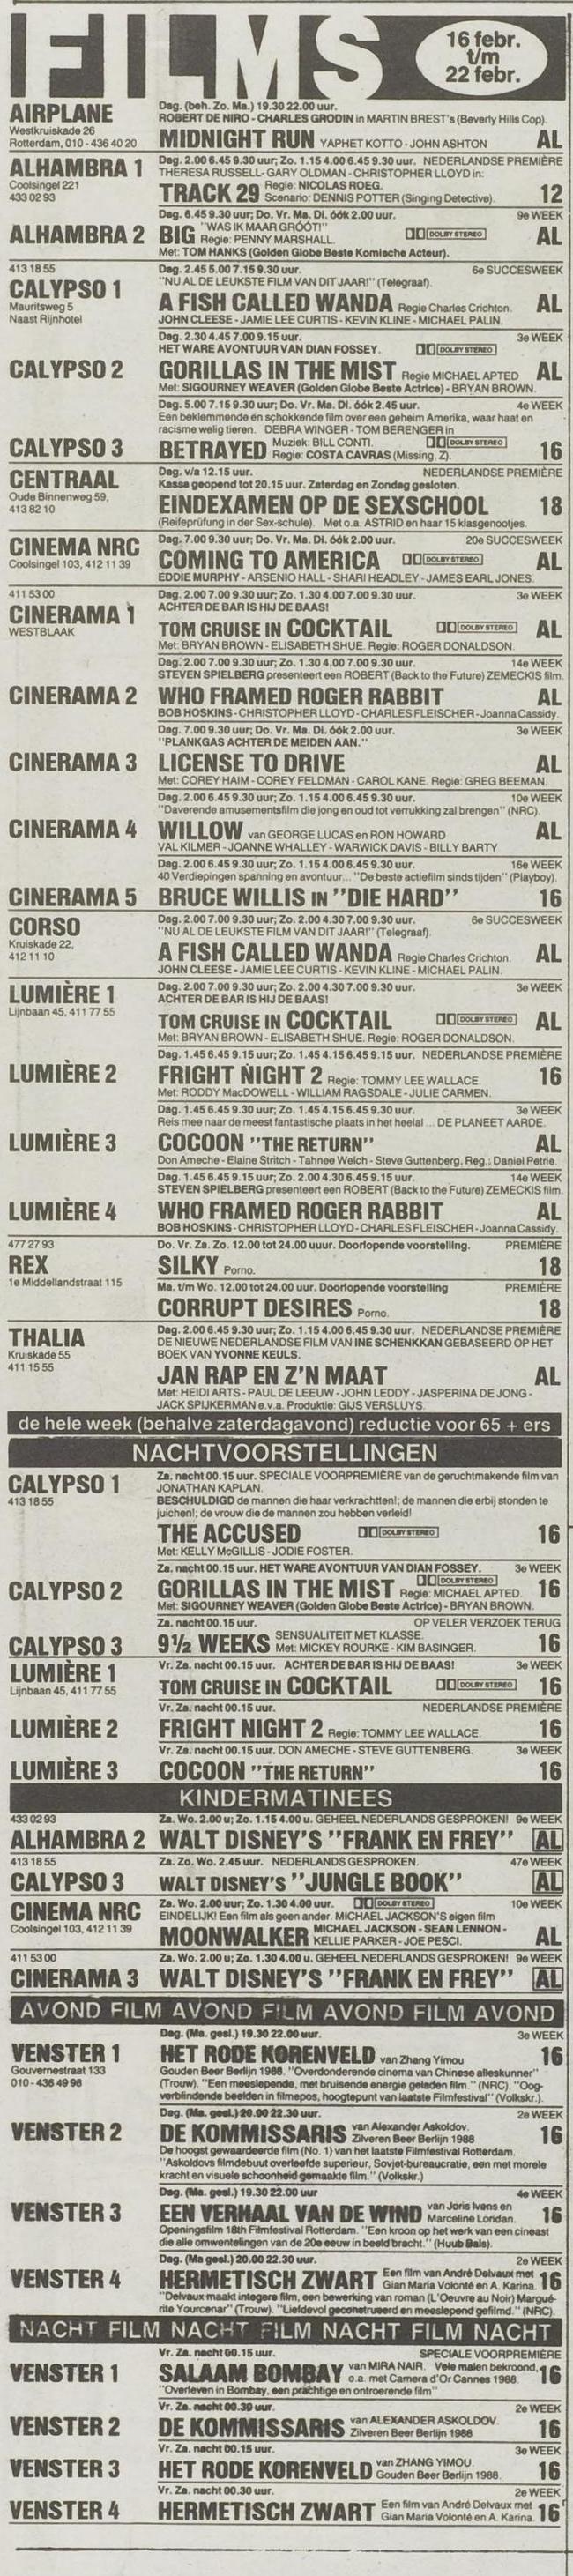 FILMS
16 febr.
t/m
22 febr.
AIRPLANE
Westkruiskade 26
Rotterdam, 010 - 436 40 20
Dag. (beh. Zo. Ma.) 19.30 22.00 uur.
ROBERT DE NIRO - CHARLES GRODIN in MARTIN BREST's (Beverly Hills Cop).
MIDNIGHT RUN YAPHET KOTTO - JOHN ASHTON AL
ALHAMBRA 1
Coolsingel 221
433 02 93
Dag. 2.00 6.45 9.30 uur; Zo. 1.15 4.00 6.45 9.30 uur. NEDERLANDSE PREMIÈRE
THERESA RUSSELL - GARY OLDMAN - CHRISTOPHER LLOYD in:
TRACK 29 Regie: NICOLAS ROEG. Scenario: DENNIS POTTER (Singing Detective). 12
Dag. 6.45 9.30 uur; Do. Vr. Ma. Di. óók 2.00 uur. 9e WEEK
"WAS IK MAAR GRÓÓT!"
ALHAMBRA 2 BIG Regie: PENNY MARSHALL. DOLBY STEREO AL
Met: TOM HANKS (Golden Globe Beste Komische Acteur).
413 18 55
CALYPSO 1
Mauritsweg 5
Naast Rijnhotel
Dag. 2.45 5.00 7.15 9.30 uur. 6e SUCCESWEEK
"NU AL DE LEUKSTE FILM VAN DIT JAAR!" (Telegraaf).
A FISH CALLED WANDA Regie Charles Crichton. AL
JOHN CLEESE - JAMIE LEE CURTIS - KEVIN KLINE - MICHAEL PALIN.
Dag. 2.30 4.45 7.00 9.15 uur. 3e WEEK
HET WARE AVONTUUR VAN DIAN FOSSEY. DOLBY STEREO
CALYPSO 2 GORILLAS IN THE MIST Regie MICHAEL APTED AL
Met: SIGOURNEY WEAVER (Golden Globe Beste Actrice) - BRYAN BROWN.
Dag. 5.00 7.15 9.30 uur; Do. Vr. Ma. Di. óók 2.45 uur. 4e WEEK
Een beklemmende en schokkende film over een geheim Amerika, waar haat en
racisme welig tieren. DEBRA WINGER - TOM BERENGER in
CALYPSO 3 BETRAYED Muziek: BILL CONTI. Regie: COSTA CAVRAS (Missing, Z). DOLBY STEREO 16
CENTRAAL
Oude Binnenweg 59,
413 82 10
Dag. v/a 12.15 uur. NEDERLANDSE PREMIÈRE
Kassa geopend tot 20.15 uur. Zaterdag en Zondag gesloten.
EINDEXAMEN OP DE SEXSCHOOL 18
(Reifeprüfung in der Sex-schule). Met o.a. ASTRID en haar 15 klasgenootjes.
CINEMA NRC
Coolsingel 103, 412 11 39
Dag. 7.00 9.30 uur; Do. Vr. Ma. Di. óók 2.00 uur. 20e SUCCESWEEK
COMING TO AMERICA DOLBY STEREO AL
EDDIE MURPHY - ARSENIO HALL - SHARI HEADLEY - JAMES EARL JONES.
411 53 00
CINERAMA 1
WESTBLAAK
Dag. 2.00 7.00 9.30 uur; Zo. 1.30 4.00 7.00 9.30 uur. 3e WEEK
ACHTER DE BAR IS HIJ DE BAAS!
TOM CRUISE IN COCKTAIL DOLBY STEREO AL
Met: BRYAN BROWN - ELISABETH SHUE. Regie: ROGER DONALDSON.
Dag. 2.00 7.00 9.30 uur; Zo. 1.30 4.00 7.00 9.30 uur. 14e WEEK
STEVEN SPIELBERG presenteert een ROBERT (Back to the Future) ZEMECKIS film.
CINERAMA 2 WHO FRAMED ROGER RABBIT AL
BOB HOSKINS - CHRISTOPHER LLOYD - CHARLES FLEISCHER - Joanna Cassidy.
Dag. 7.00 9.30 uur; Do. Vr. Ma. Di. óók 2.00 uur. 3e WEEK
"PLANKGAS ACHTER DE MEIDEN AAN."
CINERAMA 3 LICENSE TO DRIVE AL
Met: COREY HAIM - COREY FELDMAN - CAROL KANE. Regie: GREG BEEMAN.
Dag. 2.00 6.45 9.30 uur; Zo. 1.15 4.00 6.45 9.30 uur. 10e WEEK
"Daverende amusementsfilm die jong en oud tot verrukking zal brengen" (NRC).
CINERAMA 4 WILLOW van GEORGE LUCAS en RON HOWARD AL
VAL KILMER - JOANNE WHALLEY - WARWICK DAVIS - BILLY BARTY
Dag. 2.00 6.45 9.30 uur; Zo. 1.15 4.00 6.45 9.30 uur. 16e WEEK
40 Verdiepingen spanning en avontuur... "De beste actiefilm sinds tijden" (Playboy).
CINERAMA 5 BRUCE WILLIS IN "DIE HARD" 16
CORSO
Kruiskade 22,
412 11 10
Dag. 2.00 7.00 9.30 uur; Zo. 2.00 4.30 7.00 9.30 uur. 6e SUCCESWEEK
"NU AL DE LEUKSTE FILM VAN DIT JAAR!" (Telegraaf).
A FISH CALLED WANDA Regie Charles Crichton. AL
JOHN CLEESE - JAMIE LEE CURTIS - KEVIN KLINE - MICHAEL PALIN.
LUMIÈRE 1
Lijnbaan 45, 411 77 55
Dag. 2.00 7.00 9.30 uur; Zo. 2.00 4.30 7.00 9.30 uur. 3e WEEK
ACHTER DE BAR IS HIJ DE BAAS!
TOM CRUISE IN COCKTAIL DOLBY STEREO AL
Met: BRYAN BROWN - ELISABETH SHUE. Regie: ROGER DONALDSON.
Dag. 1.45 6.45 9.15 uur; Zo. 1.45 4.15 6.45 9.15 uur. NEDERLANDSE PREMIÈRE
LUMIÈRE 2 FRIGHT NIGHT 2 Regie: TOMMY LEE WALLACE. 16
Met: RODDY MacDOWELL - WILLIAM RAGSDALE - JULIE CARMEN.
Dag. 1.45 6.45 9.30 uur; Zo. 1.45 4.15 6.45 9.30 uur. 3e WEEK
Reis mee naar de meest fantastische plaats in het heelal ... DE PLANEET AARDE.
LUMIÈRE 3 COCOON "THE RETURN" AL
Don Ameche - Elaine Stritch - Tahnee Welch - Steve Guttenberg, Reg.: Daniel Petrie.
Dag. 1.45 6.45 9.15 uur; Zo. 2.00 4.30 6.45 9.15 uur. 14e WEEK
STEVEN SPIELBERG presenteert een ROBERT (Back to the Future) ZEMECKIS film.
LUMIÈRE 4 WHO FRAMED ROGER RABBIT AL
BOB HOSKINS - CHRISTOPHER LLOYD - CHARLES FLEISCHER - Joanna Cassidy.
477 27 93
REX
1e Middellandstraat 115
Do. Vr. Za. Zo. 12.00 tot 24.00 uuur. Doorlopende voorstelling. PREMIÈRE
SILKY Porno. 18
Ma. t/m Wo. 12.00 tot 24.00 uur. Doorlopende voorstelling PREMIÈRE
CORRUPT DESIRES Porno. 18
THALIA
Kruiskade 55
411 15 55
Dag. 2.00 6.45 9.30 uur; Zo. 1.15 4.00 6.45 9.30 uur. NEDERLANDSE PREMIÈRE
DE NIEUWE NEDERLANDSE FILM VAN INE SCHENKKAN GEBASEERD OP HET
BOEK VAN YVONNE KEULS.
JAN RAP EN Z'N MAAT AL
Met: HEIDI ARTS - PAUL DE LEEUW - JOHN LEDDY - JASPERINA DE JONG -
JACK SPIJKERMAN e.v.a. Produktie: GIJS VERSLUYS.
de hele week (behalve zaterdagavond) reductie voor 65 + ers
NACHTVOORSTELLINGEN
CALYPSO 1
413 18 55
Za. nacht 00.15 uur. SPECIALE VOORPREMIÈRE van de geruchtmakende film van
JONATHAN KAPLAN.
BESCHULDIGD de mannen die haar verkrachtten!; de mannen die erbij stonden te
juichen!; de vrouw die de mannen zou hebben verleid!
THE ACCUSED DOLBY STEREO 16
Met: KELLY McGILLIS - JODIE FOSTER.
Za. nacht 00.15 uur. HET WARE AVONTUUR VAN DIAN FOSSEY. 3e WEEK
DOLBY STEREO
CALYPSO 2 GORILLAS IN THE MIST Regie: MICHAEL APTED. 16
Met: SIGOURNEY WEAVER (Golden Globe Beste Actrice) - BRYAN BROWN.
Za. nacht 00.15 uur. OP VELER VERZOEK TERUG
CALYPSO 3 9½ WEEKS SENSUALITEIT MET KLASSE. Met: MICKEY ROURKE - KIM BASINGER. 16
LUMIÈRE 1
Lijnbaan 45, 411 77 55
Vr. Za. nacht 00.15 uur. ACHTER DE BAR IS HIJ DE BAAS! 3e WEEK
TOM CRUISE IN COCKTAIL DOLBY STEREO 16
Vr. Za. nacht 00.15 uur. NEDERLANDSE PREMIÈRE
LUMIÈRE 2 FRIGHT NIGHT 2 Regie: TOMMY LEE WALLACE. 16
Vr. Za. nacht 00.15 uur. DON AMECHE - STEVE GUTTENBERG. 3e WEEK
LUMIÈRE 3 COCOON "THE RETURN" 16
KINDERMATINEES
433 02 93 Za. Wo. 2.00 u; Zo. 1.15 4.00 u. GEHEEL NEDERLANDS GESPROKEN! 9e WEEK
ALHAMBRA 2 WALT DISNEY'S "FRANK EN FREY" AL
413 18 55 Za. Zo. Wo. 2.45 uur. NEDERLANDS GESPROKEN. 47e WEEK
CALYPSO 3 WALT DISNEY'S "JUNGLE BOOK" AL
CINEMA NRC
Coolsingel 103, 412 11 39
Za. Wo. 2.00 uur; Zo. 1.30 4.00 uur. DOLBY STEREO 10e WEEK
EINDELIJK! Een film als geen ander. MICHAEL JACKSON'S eigen film
MOONWALKER MICHAEL JACKSON - SEAN LENNON - KELLIE PARKER - JOE PESCI. AL
411 53 00 Za. Wo. 2.00 u; Zo. 1.30 4.00 u. GEHEEL NEDERLANDS GESPROKEN! 9e WEEK
CINERAMA 3 WALT DISNEY'S "FRANK EN FREY" AL
AVOND FILM AVOND FILM AVOND FILM AVOND
VENSTER 1
Gouvernestraat 133
010 - 436 49 98
Dag. (Ma. gesl.) 19.30 22.00 uur. 3e WEEK
HET RODE KORENVELD van Zhang Yimou 16
Gouden Beer Berlijn 1988. "Overdonderende cinema van Chinese alleskunner"
(Trouw). "Een meeslepende, met bruisende energie geladen film." (NRC). "Oog-
verblindende beelden in filmepos, hoogtepunt van laatste Filmfestival" (Volkskr.).
Dag. (Ma. gesl.) 20.00 22.30 uur. 2e WEEK
VENSTER 2 DE KOMMISSARIS van Alexander Askoldov. Zilveren Beer Berlijn 1988 16
De hoogst gewaardeerde film (No. 1) van het laatste Filmfestival Rotterdam.
"Askoldovs filmdebuut overleefde superieur, Sovjet-bureaucratie, een met morele
kracht en visuele schoonheid gemaakte film." (Volkskr.)
Dag. (Ma. gesl.) 19.30 22.00 uur 4e WEEK
VENSTER 3 EEN VERHAAL VAN DE WIND van Joris Ivens en Marceline Loridan. 16
Openingsfilm 18th Filmfestival Rotterdam. "Een kroon op het werk van een cineast
die alle omwentelingen van de 20e eeuw in beeld bracht." (Huub Bals).
Dag. (Ma gesl.) 20.00 22.30 uur. 2e WEEK
VENSTER 4 HERMETISCH ZWART Een film van André Delvaux met Gian Maria Volonté en A. Karina. 16
"Delvaux maakt integere film, een bewerking van roman (L'Oeuvre au Noir) Margué-
rite Yourcenar" (Trouw). "Liefdevol geconstrueerd en meeslepend gefilmd." (NRC).
NACHT FILM NACHT FILM NACHT FILM NACHT
Vr. Za. nacht 00.15 uur. SPECIALE VOORPREMIÈRE
VENSTER 1 SALAAM BOMBAY van MIRA NAIR. Vele malen bekroond, o.a. met Camera d'Or Cannes 1988. 16
"Overleven in Bombay, een prachtige en ontroerende film"
Vr. Za. nacht 00.30 uur. 2e WEEK
VENSTER 2 DE KOMMISSARIS van ALEXANDER ASKOLDOV. Zilveren Beer Berlijn 1988 16
Vr. Za. nacht 00.15 uur. 3e WEEK
VENSTER 3 HET RODE KORENVELD van ZHANG YIMOU. Gouden Beer Berlijn 1988. 16
Vr. Za. nacht 00.30 uur. 2e WEEK
VENSTER 4 HERMETISCH ZWART Een film van André Delvaux met Gian Maria Volonté en A. Karina. 16